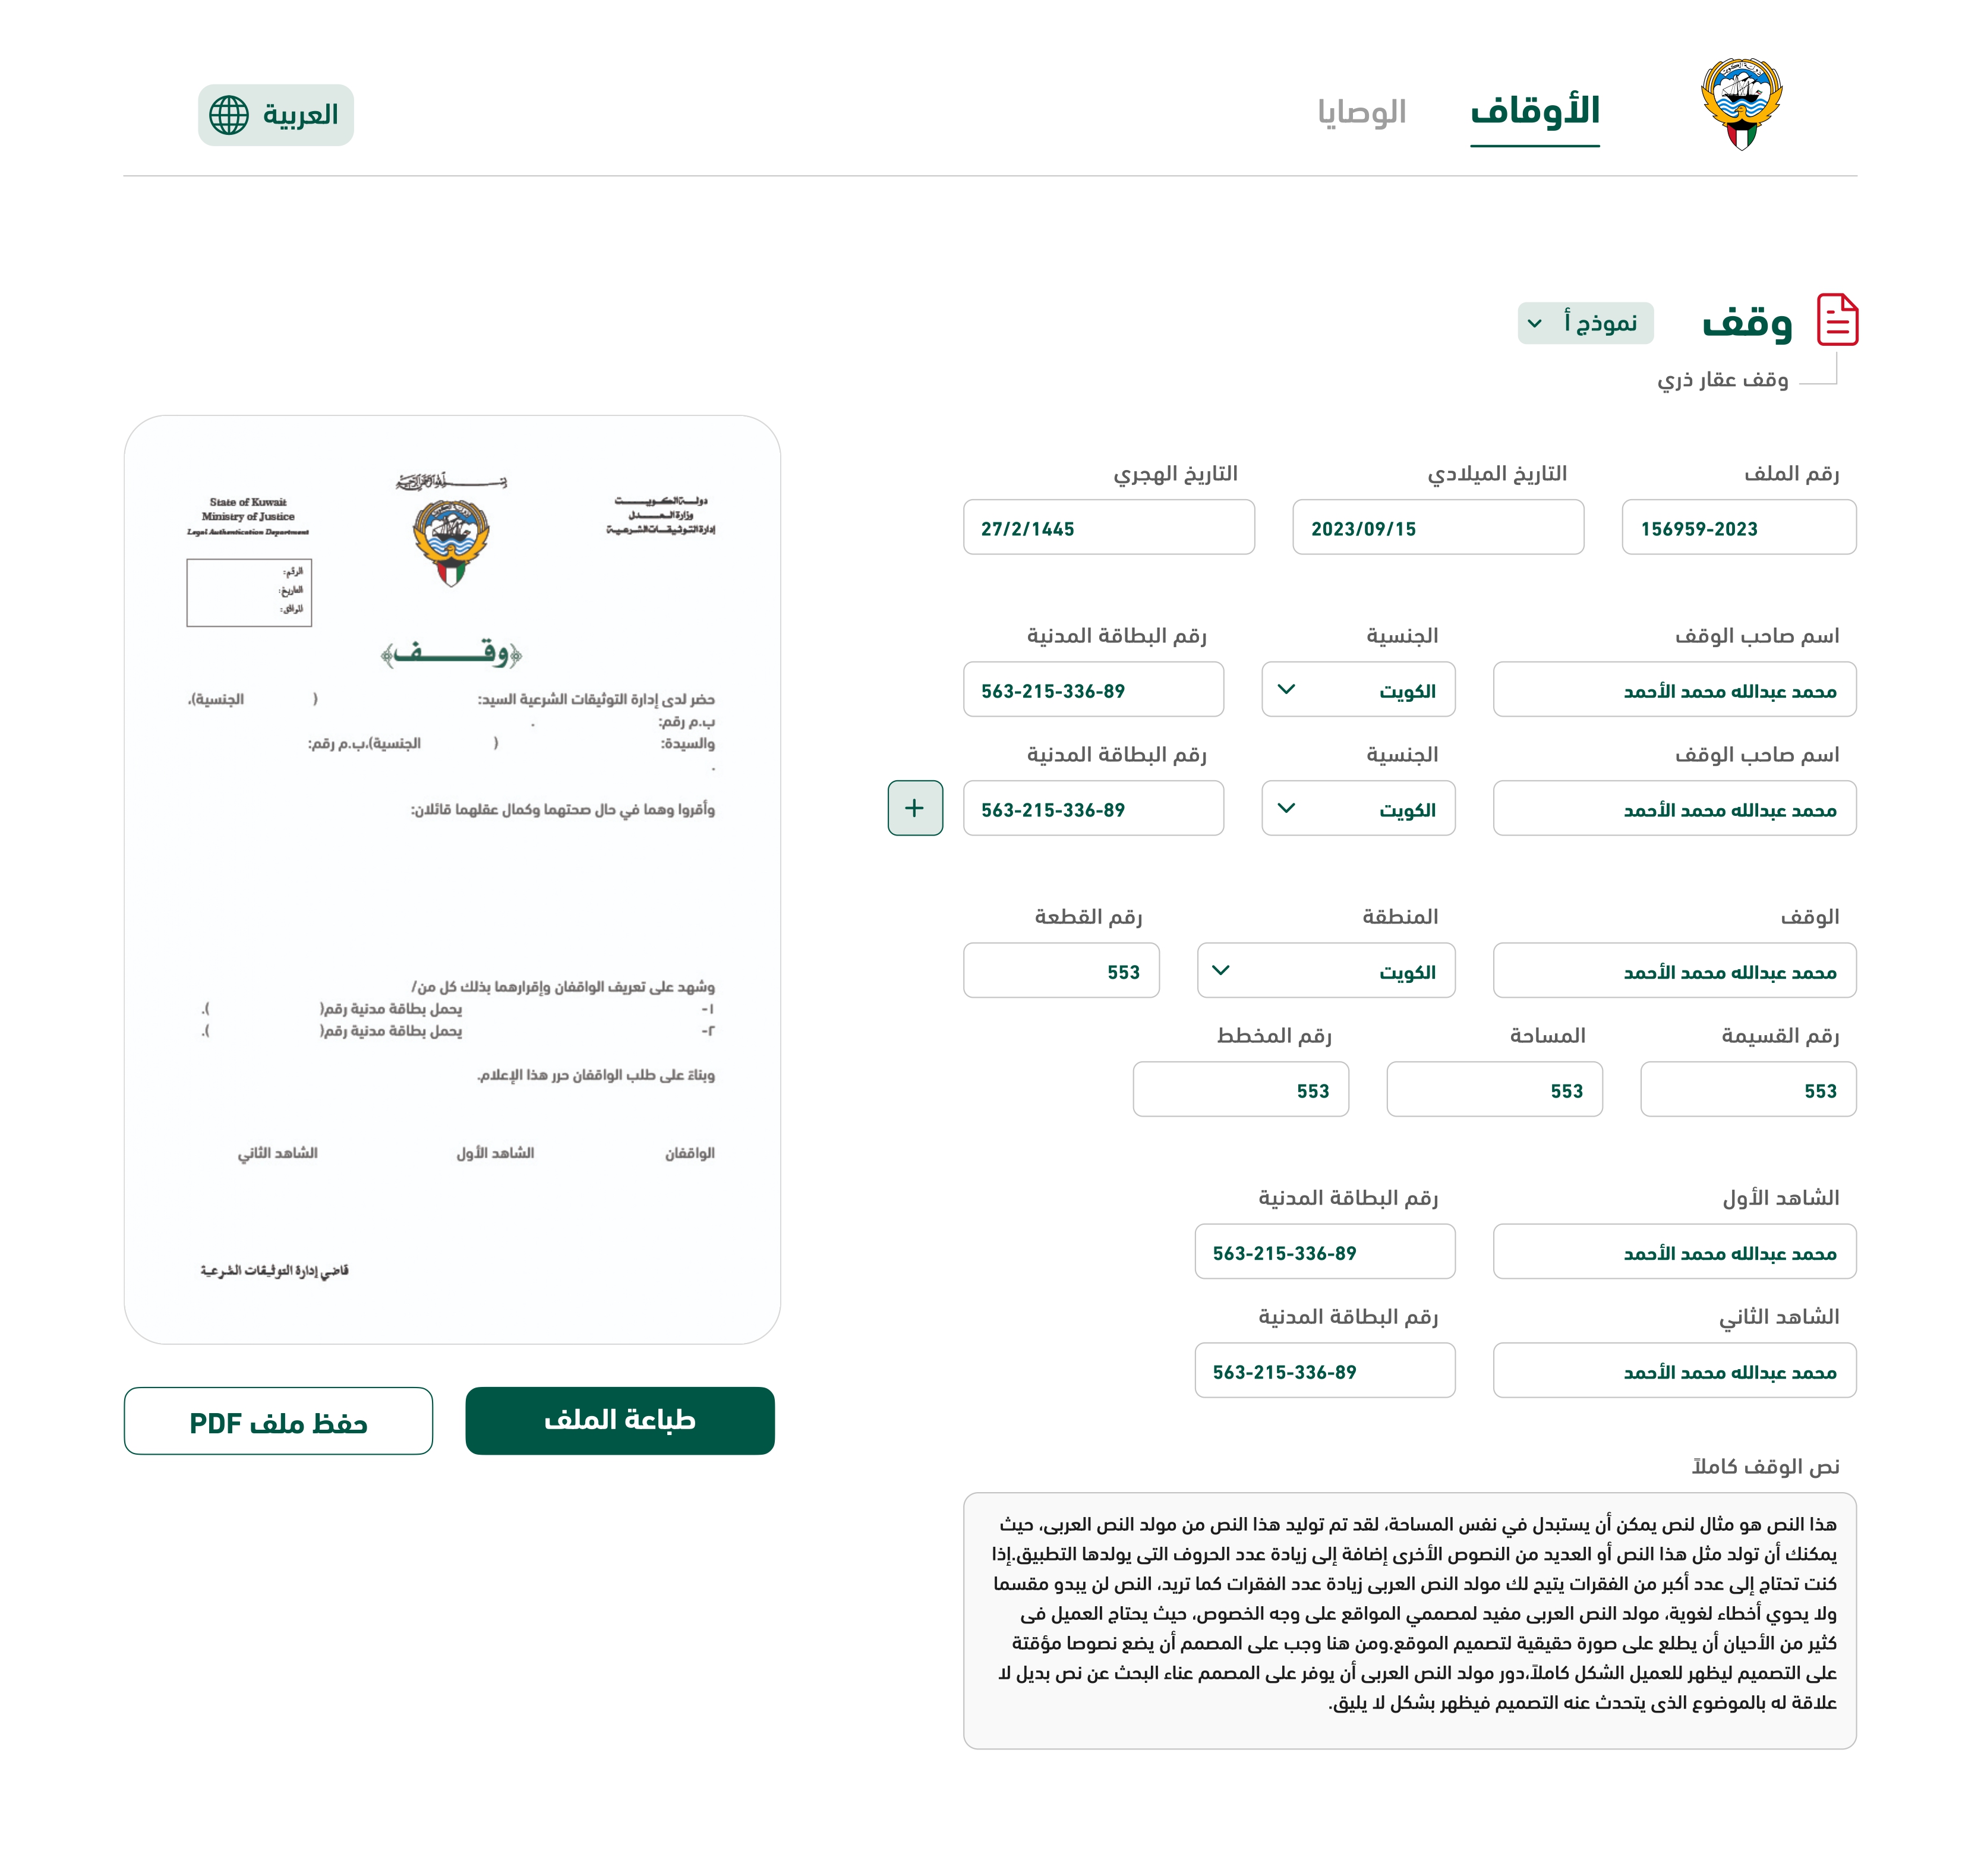 الأوقاف
الوصايا
العربية
وقف
نموذج أ
وقف عقار ذري
رقم الملف
التاريخ الميلادي
التاريخ الهجري
156959-2023
2023/09/15
27/2/1445
اسم صاحب الوقف
الجنسية
رقم البطاقة المدنية
محمد عبدالله محمد الأحمد
الكويت
563-215-336-89
اسم صاحب الوقف
الجنسية
رقم البطاقة المدنية
محمد عبدالله محمد الأحمد
الكويت
563-215-336-89
+
الوقف
المنطقة
رقم القطعة
محمد عبدالله محمد الأحمد
الكويت
553
رقم القسيمة
المساحة
رقم المخطط
553
553
553
الشاهد الأول
رقم البطاقة المدنية
محمد عبدالله محمد الأحمد
563-215-336-89
الشاهد الثاني
رقم البطاقة المدنية
محمد عبدالله محمد الأحمد
563-215-336-89
نص الوقف كاملاً
هذا النص هو مثال لنص يمكن أن يستبدل في نفس المساحة، لقد تم توليد هذا النص من مولد النص العربى، حيث
يمكنك أن تولد مثل هذا النص أو العديد من النصوص الأخرى إضافة إلى زيادة عدد الحروف التى يولدها التطبيق.إذا
كنت تحتاج إلى عدد أكبر من الفقرات يتيح لك مولد النص العربى زيادة عدد الفقرات كما تريد، النص لن يبدو مقسما
ولا يحوي أخطاء لغوية، مولد النص العربى مفيد لمصممي المواقع على وجه الخصوص، حيث يحتاج العميل فى
كثير من الأحيان أن يطلع على صورة حقيقية لتصميم الموقع.ومن هنا وجب على المصمم أن يضع نصوصا مؤقتة
على التصميم ليظهر للعميل الشكل كاملاً،دور مولد النص العربى أن يوفر على المصمم عناء البحث عن نص بديل لا
علاقة له بالموضوع الذى يتحدث عنه التصميم فيظهر بشكل لا يليق.
دولة الكويت
وزارة العدل
إدارة التوثيقات الشرعية
State of Kuwait
Ministry of Justice
Legal Authentication Department
الرقم:
التاريخ:
الموافق:
﴿وقـــف﴾
حضر لدى إدارة التوثيقات الشرعية السيد: ( الجنسية)،
ب.م رقم: .
والسيدة: ( الجنسية)،ب.م رقم:
.
وأقروا وهما في حال صحتهما وكمال عقلهما قائلان:
وشهد على تعريف الواقفان وإقرارهما بذلك كل من/
١- يحمل بطاقة مدنية رقم( ).
٢- يحمل بطاقة مدنية رقم( ).
وبناءً على طلب الواقفان حرر هذا الإعلام.
الواقفان الشاهد الأول الشاهد الثاني
قاضي إدارة التوثيقات الشرعية
طباعة الملف
حفظ ملف PDF